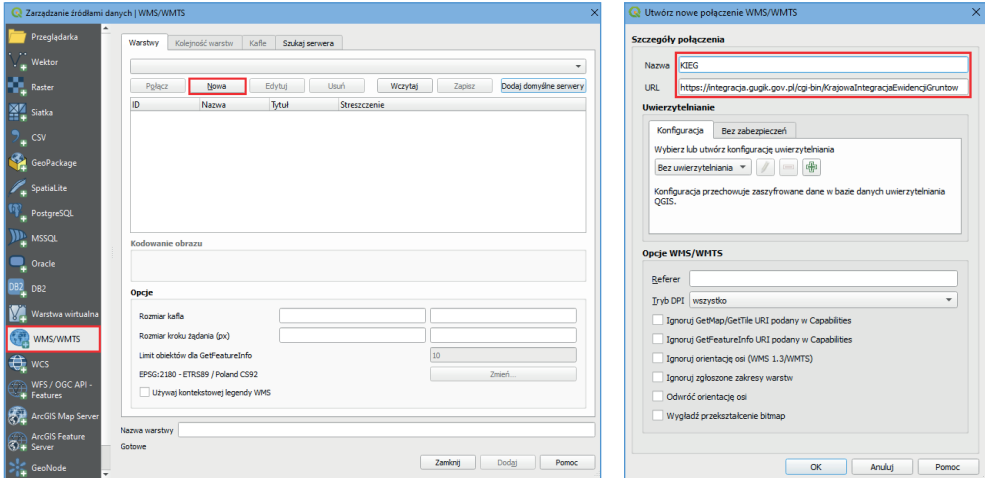 Zarządzanie źródłami danych | WMS/WMTS
Przeglądarka
Wektor
Raster
Siatka
CSV
GeoPackage
SpatiaLite
PostgreSQL
MSSQL
Oracle
DB2
Warstwa wirtualna
WMS/WMTS
WCS
WFS / OGC API -
Features
ArcGIS Map Server
ArcGIS Feature
Server
GeoNode
Warstwy Kolejność warstw Kafle Szukaj serwera
Połącz Nowa Edytuj Usuń Wczytaj Zapisz Dodaj domyślne serwery
ID Nazwa Tytuł Streszczenie
Kodowanie obrazu
Opcje
Rozmiar kafla
Rozmiar kroku żądania (px)
Limit obiektów dla GetFeatureInfo 10
EPSG:2180 - ETRS89 / Poland CS92 Zmień...
Używaj kontekstowej legendy WMS
Nazwa warstwy
Gotowe
Zamknij Dodaj Pomoc
Utwórz nowe połączenie WMS/WMTS
Szczegóły połączenia
Nazwa KIEG
URL https://integracja.gugik.gov.pl/cgi-bin/KrajowaIntegracjaEwidencjiGruntow
Uwierzytelnianie
Konfiguracja Bez zabezpieczeń
Wybierz lub utwórz konfigurację uwierzytelniania
Bez uwierzytelniania
Konfiguracja przechowuje zaszyfrowane dane w bazie danych uwierzytelniania
QGIS.
Opcje WMS/WMTS
Referer
Tryb DPI wszystko
Ignoruj GetMap/GetTile URI podany w Capabilities
Ignoruj GetFeatureInfo URI podany w Capabilities
Ignoruj orientację osi (WMS 1.3/WMTS)
Ignoruj zgłoszone zakresy warstw
Odwróć orientację osi
Wygładź przekształcenie bitmap
OK Anuluj Pomoc